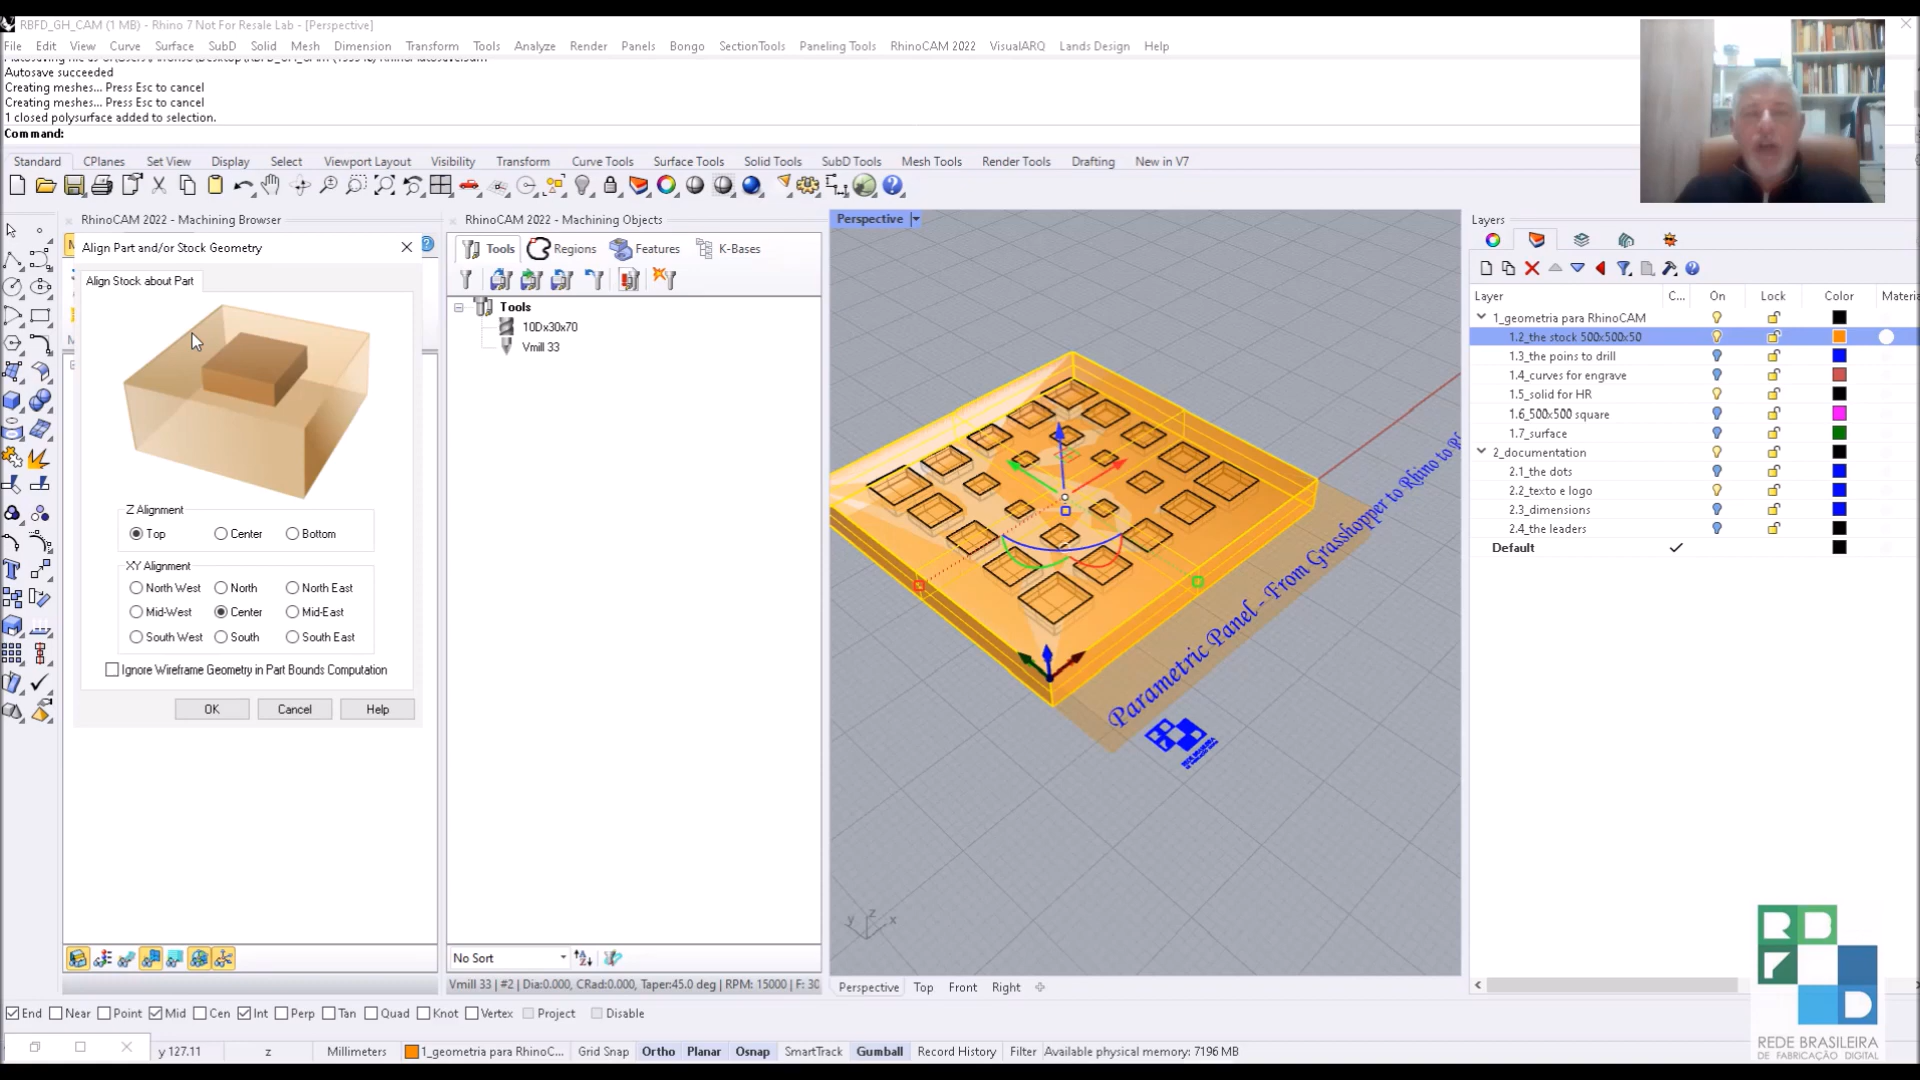 RBFD_GH_CAM (1 MB) - Rhino 7 Not For Resale Lab - [Perspective]
File Edit View Curve Surface SubD Solid Mesh Dimension Transform Tools Analyze Render Panels Bongo SectionTools Paneling Tools RhinoCAM 2022 VisualARQ Lands Design Help
Autosave succeeded
Creating meshes... Press Esc to cancel
Creating meshes... Press Esc to cancel
1 closed polysurface added to selection.
Command:
Standard CPlanes Set View Display Select Viewport Layout Visibility Transform Curve Tools Surface Tools Solid Tools SubD Tools Mesh Tools Render Tools Drafting New in V7
RhinoCAM 2022 - Machining Browser
Align Part and/or Stock Geometry
Align Stock about Part
Z Alignment
Top Center Bottom
XY Alignment
North West North North East
Mid-West Center Mid-East
South West South South East
Ignore Wireframe Geometry in Part Bounds Computation
OK Cancel Help
RhinoCAM 2022 - Machining Objects
Tools Regions Features K-Bases
Tools
10Dx30x70
Vmill 33
No Sort
Vmill 33 | #2 | Dia:0.000, CRad:0.000, Taper:45.0 deg | RPM: 15000 | F: 30
Perspective
Parametric Panel - From Grasshopper to Rhino to
REDE BRASILEIRA
y z x
Perspective Top Front Right
Layers
Layer C... On Lock Color Materi
1_geometria para RhinoCAM
1.2_the stock 500x500x50
1.3_the poins to drill
1.4_curves for engrave
1.5_solid for HR
1.6_500x500 square
1.7_surface
2_documentation
2.1_the dots
2.2_texto e logo
2.3_dimensions
2.4_the leaders
Default
RBFD
REDE BRASILEIRA
DE FABRICAÇÃO DIGITAL
End Near Point Mid Cen Int Perp Tan Quad Knot Vertex Project Disable
y 127.11 z Millimeters 1_geometria para RhinoC... Grid Snap Ortho Planar Osnap SmartTrack Gumball Record History Filter Available physical memory: 7196 MB